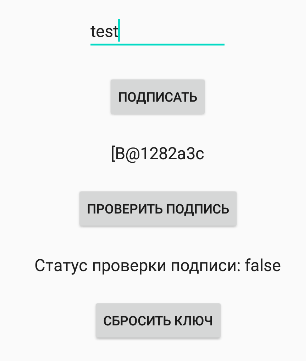 test
ПОДПИСАТЬ
[B@1282a3c
ПРОВЕРИТЬ ПОДПИСЬ
Статус проверки подписи: false
СБРОСИТЬ КЛЮЧ